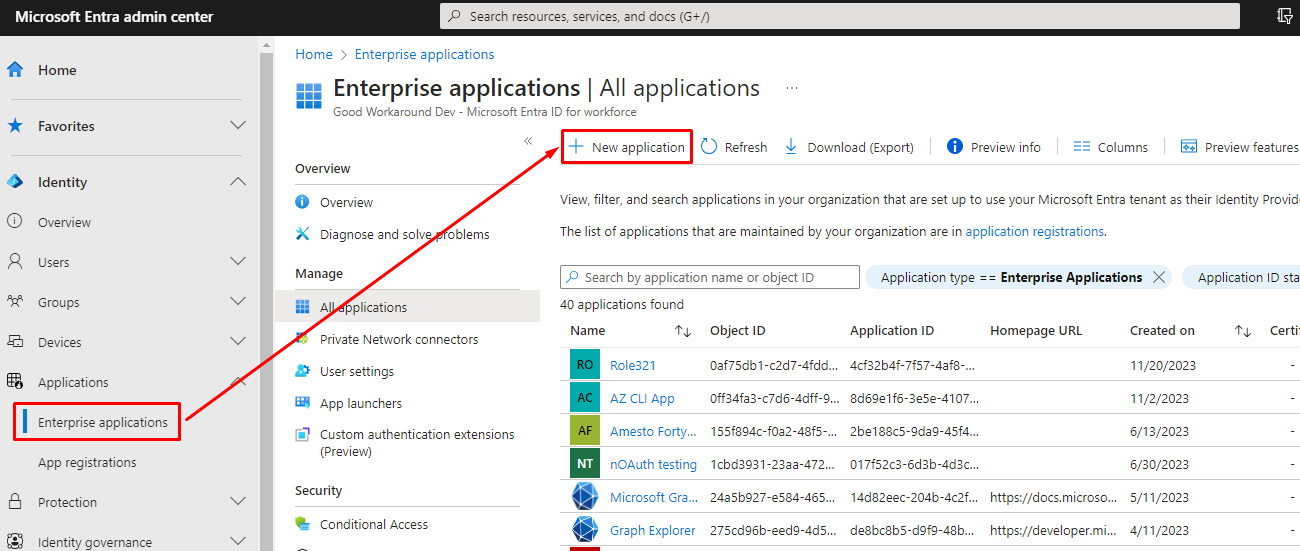 Microsoft Entra admin center
Search resources, services, and docs (G+/)
Home
Favorites
Identity
Overview
Users
Groups
Devices
Applications
Enterprise applications
App registrations
Protection
Identity governance
Home > Enterprise applications
Enterprise applications | All applications ...
Good Workaround Dev - Microsoft Entra ID for workforce
«
Overview
Overview
Diagnose and solve problems
Manage
All applications
Private Network connectors
User settings
App launchers
Custom authentication extensions
(Preview)
Security
Conditional Access
+ New application Refresh Download (Export) Preview info Columns Preview features
View, filter, and search applications in your organization that are set up to use your Microsoft Entra tenant as their Identity Provide
The list of applications that are maintained by your organization are in application registrations.
Search by application name or object ID Application type == Enterprise Applications Application ID sta
40 applications found
Name Object ID Application ID Homepage URL Created on Certi
RO Role321 0af75db1-c2d7-4fdd... 4cf32b4f-7f57-4af8-... 11/20/2023 -
AC AZ CLI App 0ff34fa3-c7d6-4dff-9... 8d69e1f6-3e5e-4107... 11/2/2023 -
AF Amesto Forty... 155f894c-f0a2-48f5-... 2be188c5-9da9-45f4... 6/13/2023 -
NT nOAuth testing 1cbd3931-23aa-472... 017f52c3-6d3b-4d3c... 6/30/2023 -
Microsoft Gra... 24a5b927-e584-465... 14d82eec-204b-4c2f... https://docs.microso... 5/11/2023 -
Graph Explorer 275cd96b-eed9-4d5... de8bc8b5-d9f9-48b... https://developer.mi... 4/11/2023 -